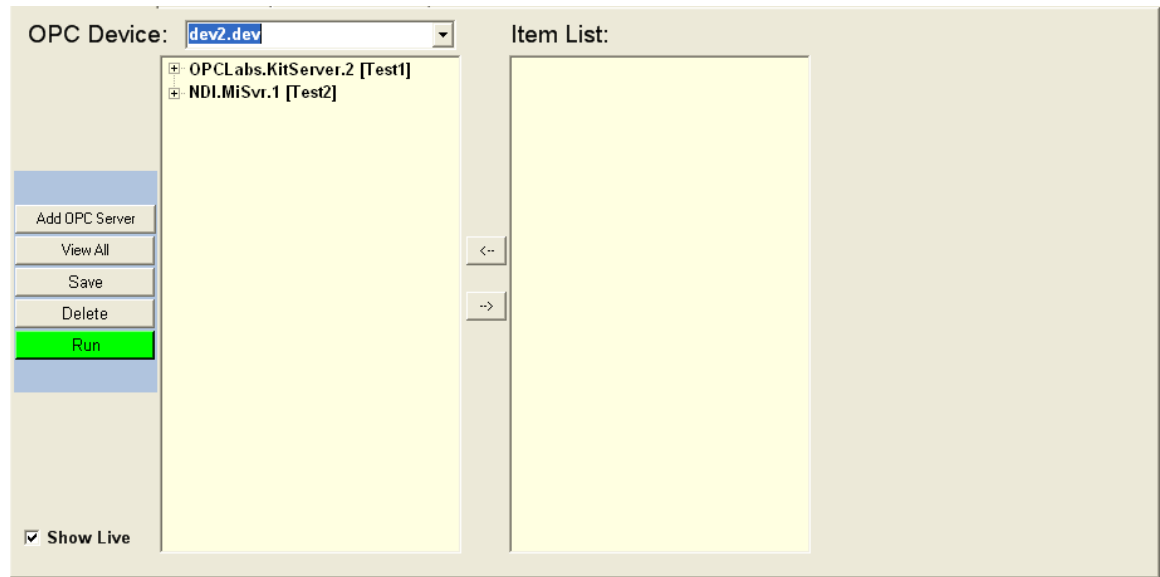 OPC Device: dev2.dev
Item List:
OPCLabs.KitServer.2 [Test1]
NDI.MiSvr.1 [Test2]
Add OPC Server
View All
Save
Delete
Run
<--
-->
Show Live